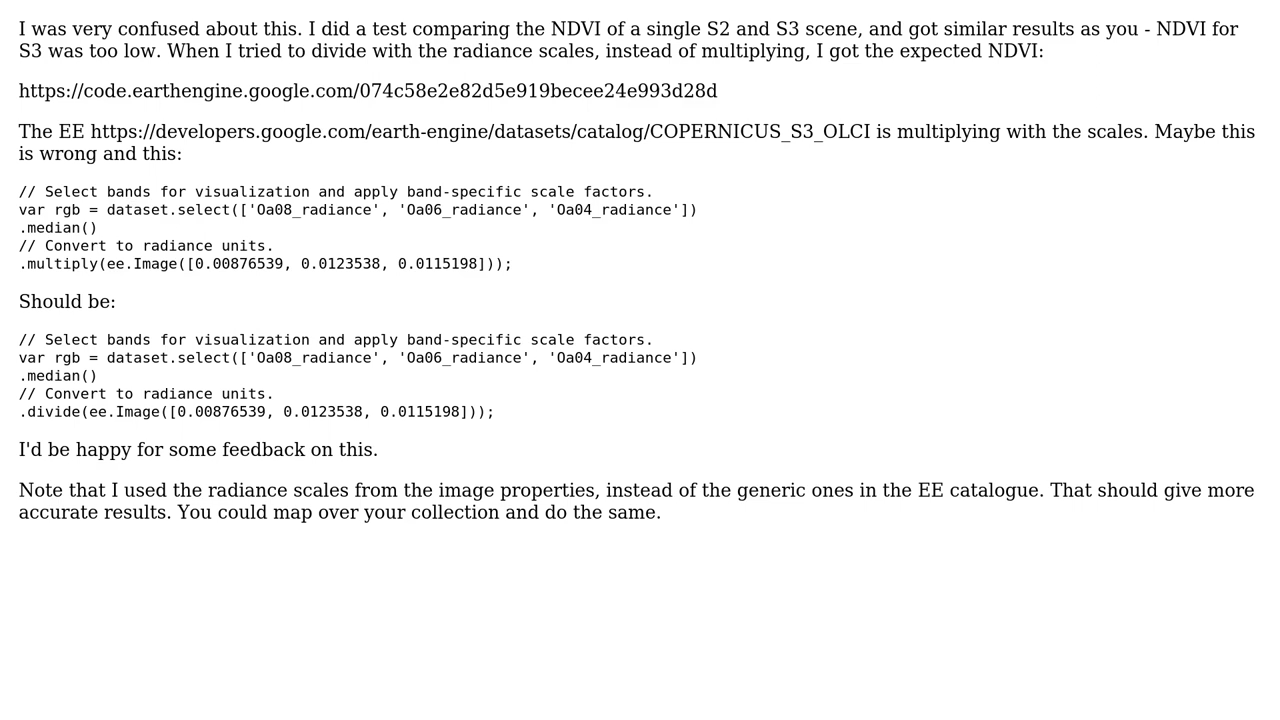 I was very confused about this. I did a test comparing the NDVI of a single S2 and S3 scene, and got similar results as you - NDVI for
S3 was too low. When I tried to divide with the radiance scales, instead of multiplying, I got the expected NDVI:
https://code.earthengine.google.com/074c58e2e82d5e919becee24e993d28d
The EE https://developers.google.com/earth-engine/datasets/catalog/COPERNICUS_S3_OLCI is multiplying with the scales. Maybe this
is wrong and this:
// Select bands for visualization and apply band-specific scale factors.
var rgb = dataset.select(['Oa08_radiance', 'Oa06_radiance', 'Oa04_radiance'])
.median()
// Convert to radiance units.
.multiply(ee.Image([0.00876539, 0.0123538, 0.0115198]));
Should be:
// Select bands for visualization and apply band-specific scale factors.
var rgb = dataset.select(['Oa08_radiance', 'Oa06_radiance', 'Oa04_radiance'])
.median()
// Convert to radiance units.
.divide(ee.Image([0.00876539, 0.0123538, 0.0115198]));
I'd be happy for some feedback on this.
Note that I used the radiance scales from the image properties, instead of the generic ones in the EE catalogue. That should give more
accurate results. You could map over your collection and do the same.